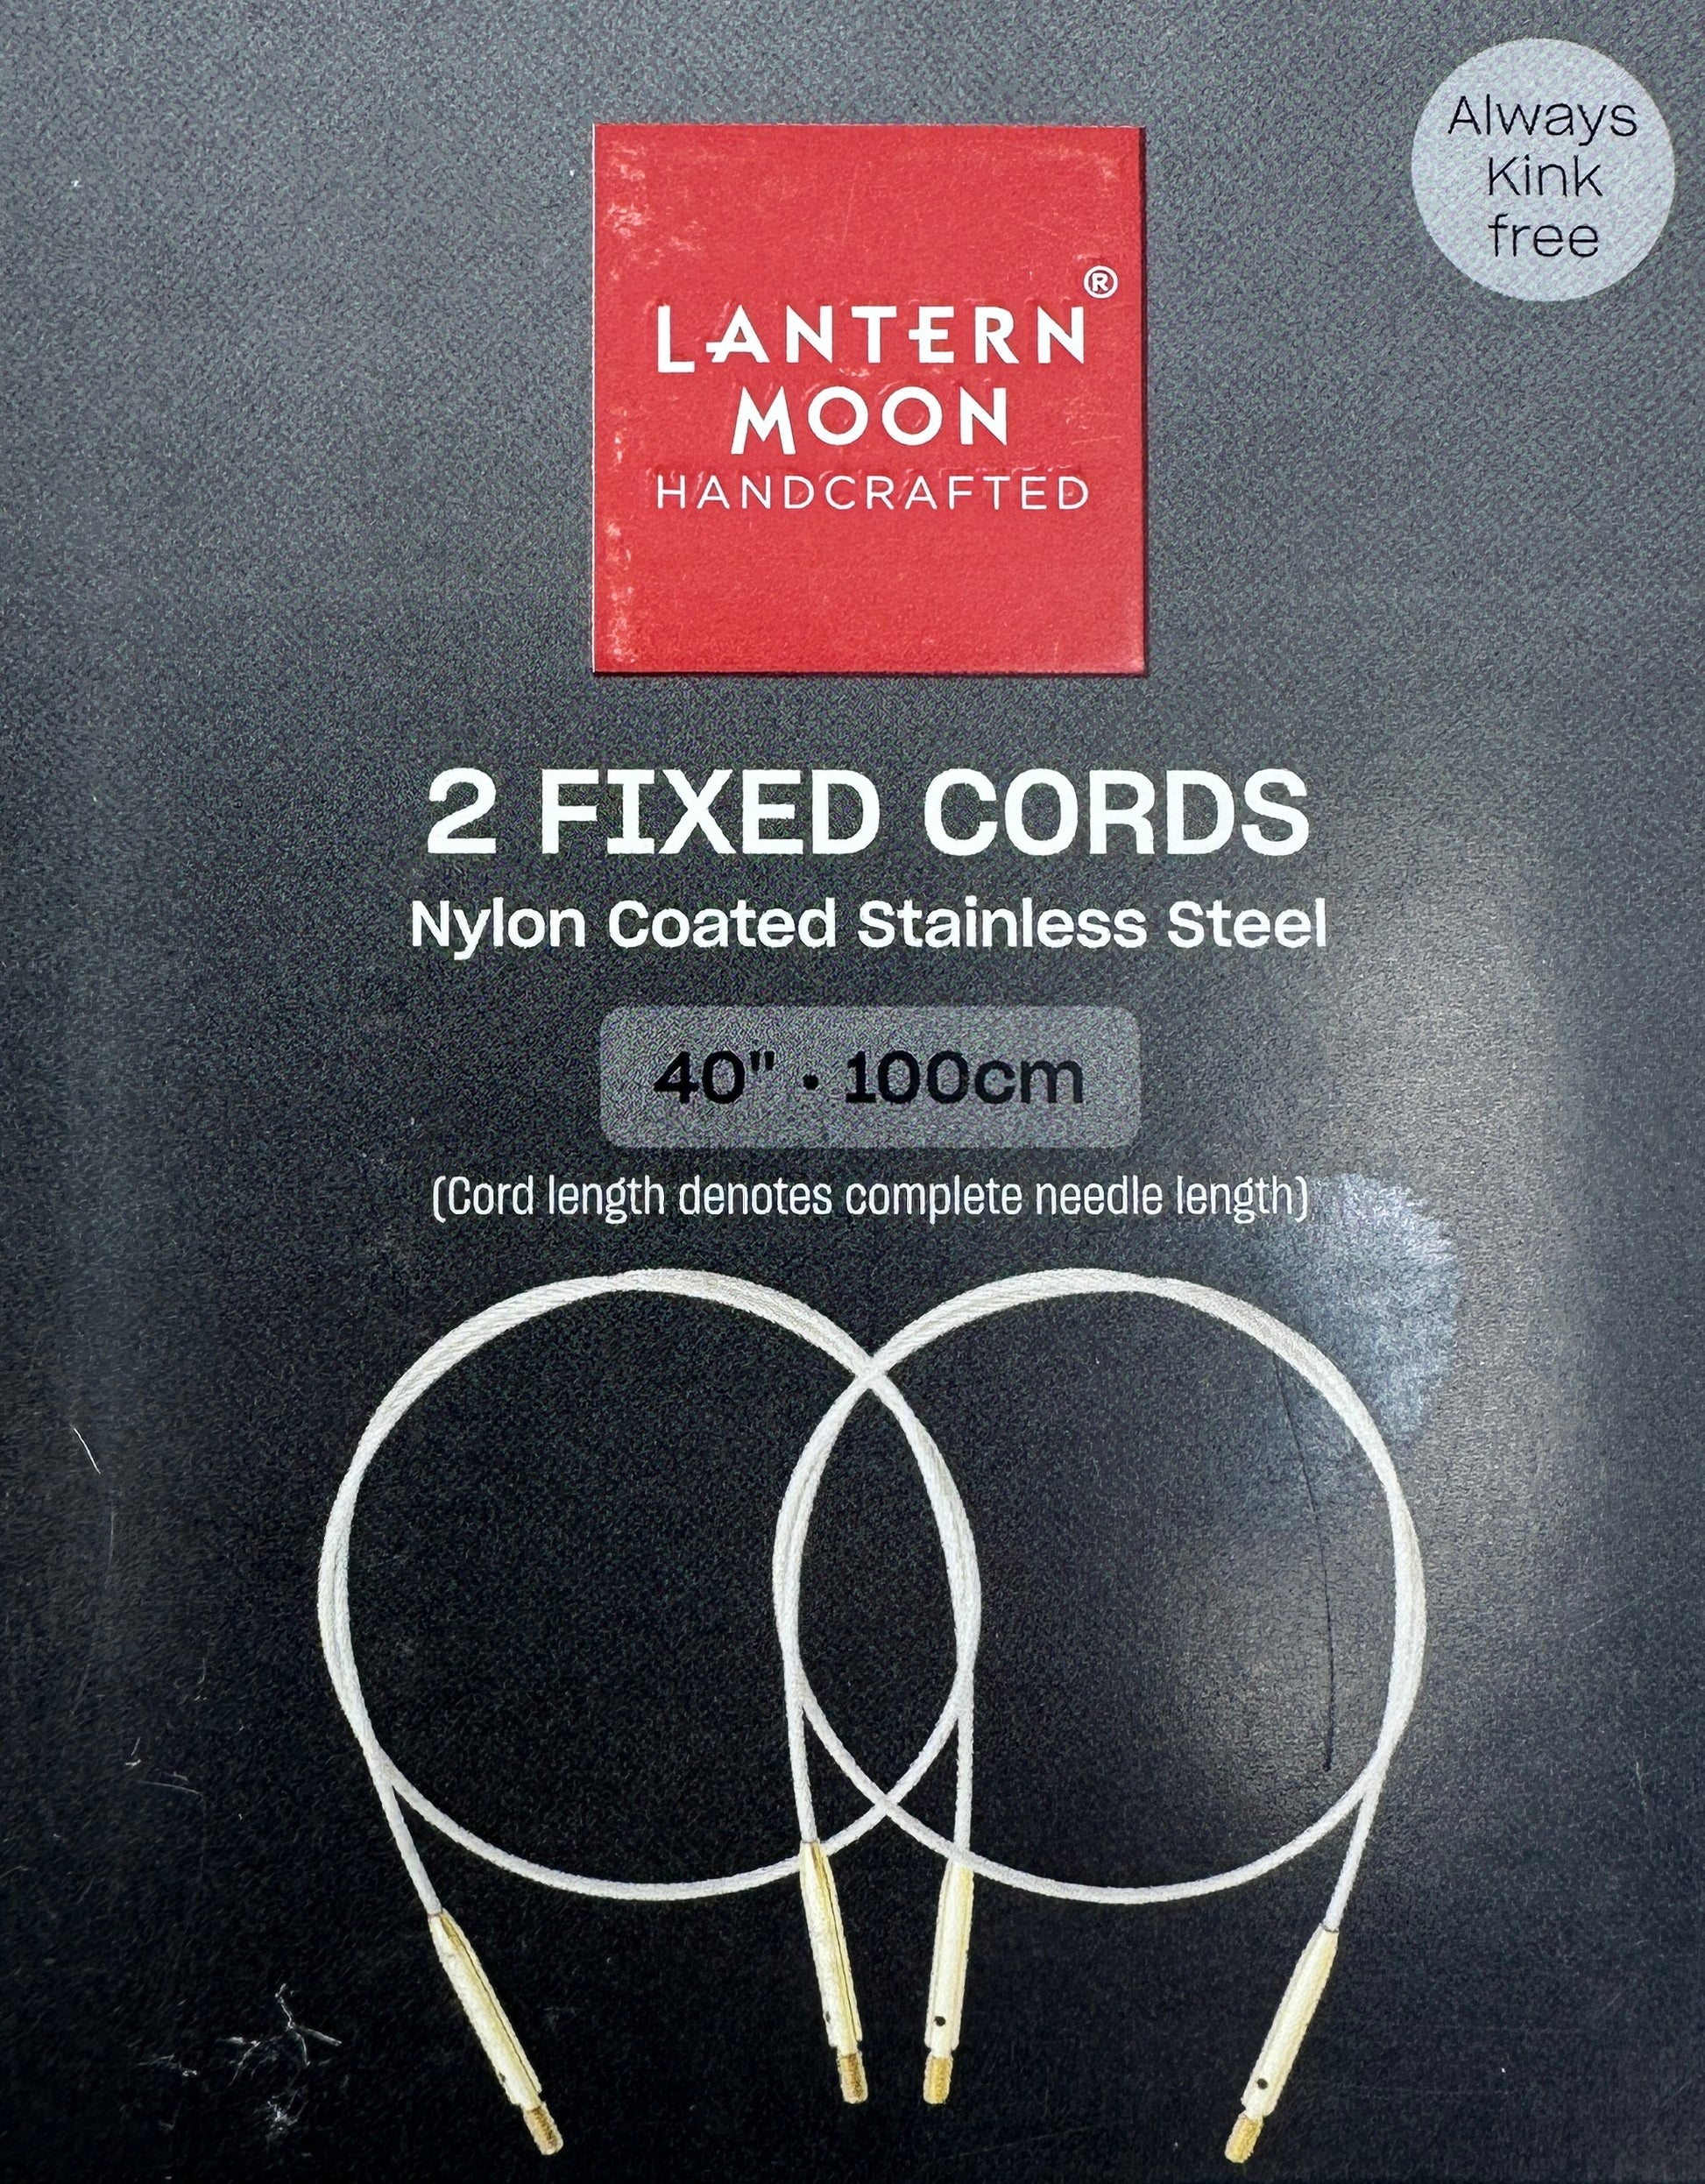 Always
Kink
free
LANTERN®
MOON
HANDCRAFTED
2 FIXED CORDS
Nylon Coated Stainless Steel
40" • 100cm
(Cord length denotes complete needle length)